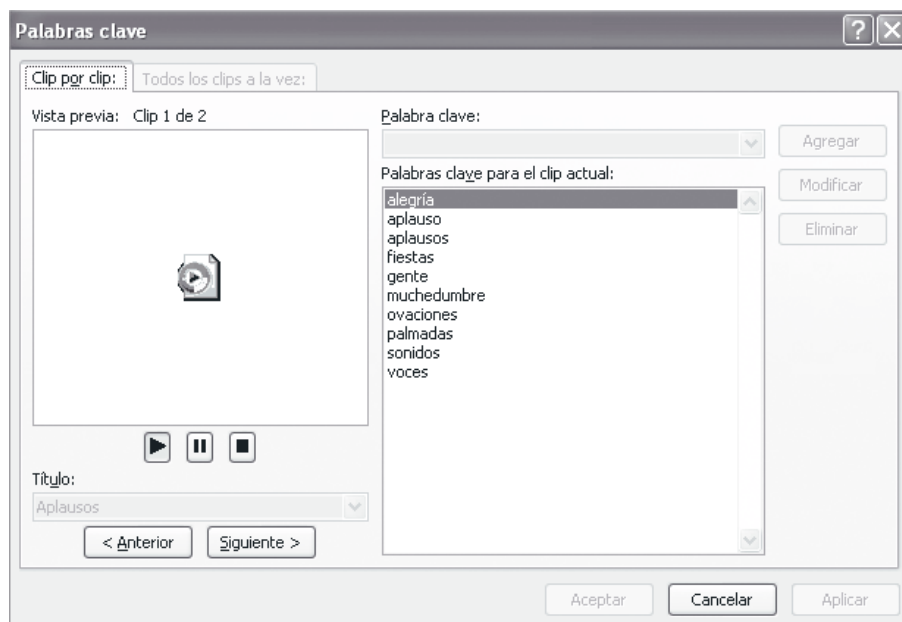 Palabras clave
Clip por clip:
Todos los clips a la vez:
Vista previa: Clip 1 de 2
Título:
Aplausos
< Anterior
Siguiente >
Palabra clave:
Palabras clave para el clip actual:
alegría
aplauso
aplausos
fiestas
gente
muchedumbre
ovaciones
palmadas
sonidos
voces
Agregar
Modificar
Eliminar
Aceptar
Cancelar
Aplicar